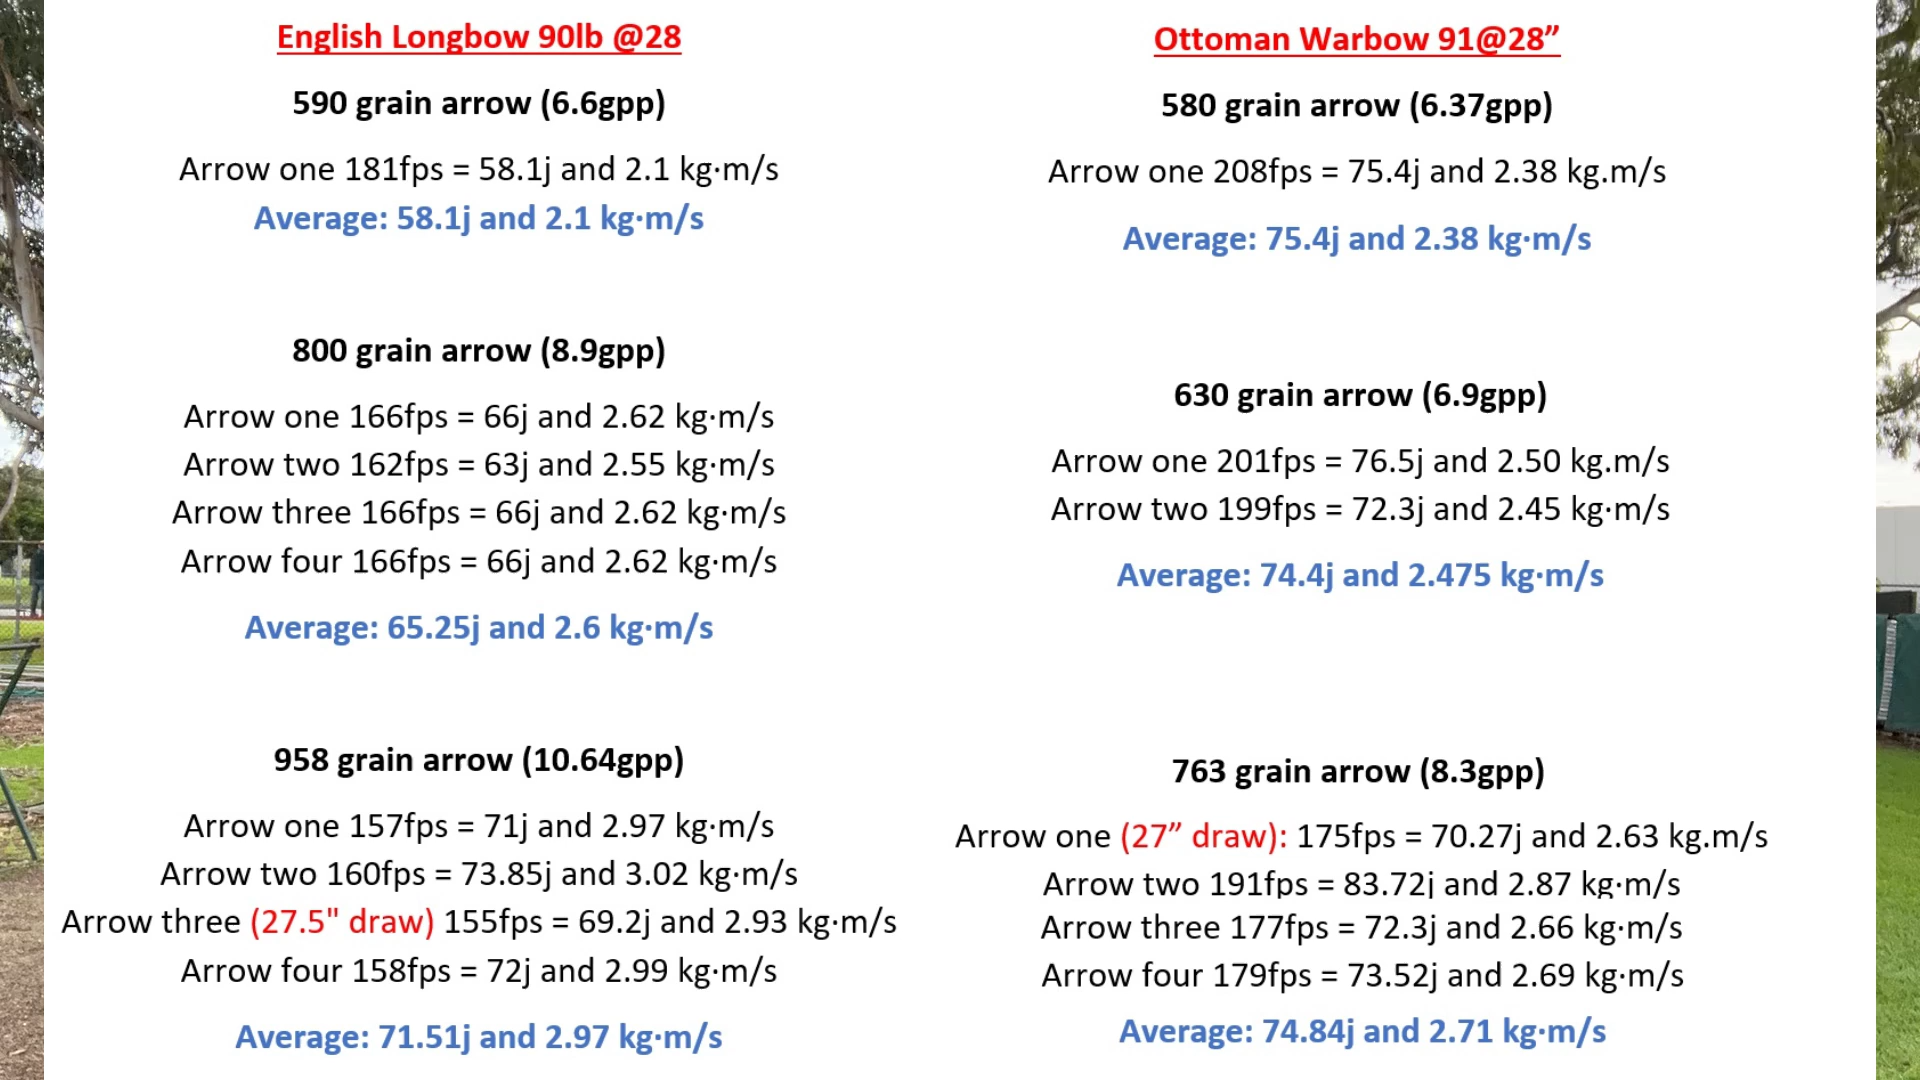 English Longbow 90lb @28
590 grain arrow (6.6gpp)
Arrow one 181fps = 58.1j and 2.1 kg·m/s
Average: 58.1j and 2.1 kg·m/s
800 grain arrow (8.9gpp)
Arrow one 166fps = 66j and 2.62 kg·m/s
Arrow two 162fps = 63j and 2.55 kg·m/s
Arrow three 166fps = 66j and 2.62 kg·m/s
Arrow four 166fps = 66j and 2.62 kg·m/s
Average: 65.25j and 2.6 kg·m/s
958 grain arrow (10.64gpp)
Arrow one 157fps = 71j and 2.97 kg·m/s
Arrow two 160fps = 73.85j and 3.02 kg·m/s
Arrow three (27.5" draw) 155fps = 69.2j and 2.93 kg·m/s
Arrow four 158fps = 72j and 2.99 kg·m/s
Average: 71.51j and 2.97 kg·m/s
Ottoman Warbow 91@28”
580 grain arrow (6.37gpp)
Arrow one 208fps = 75.4j and 2.38 kg.m/s
Average: 75.4j and 2.38 kg·m/s
630 grain arrow (6.9gpp)
Arrow one 201fps = 76.5j and 2.50 kg.m/s
Arrow two 199fps = 72.3j and 2.45 kg·m/s
Average: 74.4j and 2.475 kg·m/s
763 grain arrow (8.3gpp)
Arrow one (27” draw): 175fps = 70.27j and 2.63 kg.m/s
Arrow two 191fps = 83.72j and 2.87 kg·m/s
Arrow three 177fps = 72.3j and 2.66 kg·m/s
Arrow four 179fps = 73.52j and 2.69 kg·m/s
Average: 74.84j and 2.71 kg·m/s